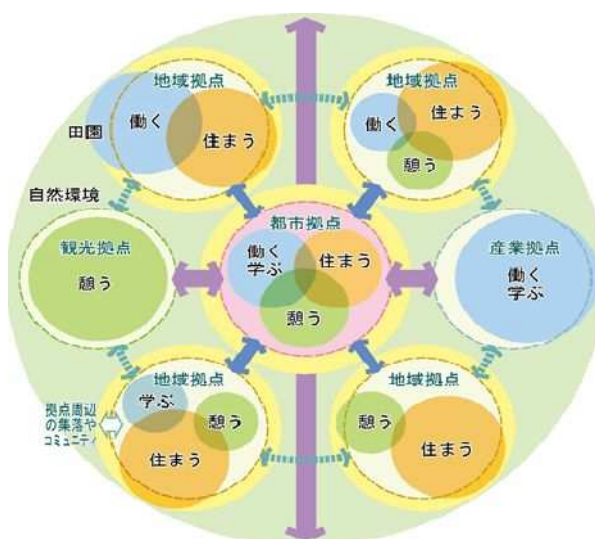 地域拠点
働く
住まう
田園
地域拠点
働く
住まう
憩う
自然環境
観光拠点
憩う
都市拠点
働く
学ぶ
住まう
憩う
産業拠点
働く
学ぶ
地域拠点
学ぶ
憩う
住まう
拠点周辺
の集落や
コミュニティ
地域拠点
憩う
住まう